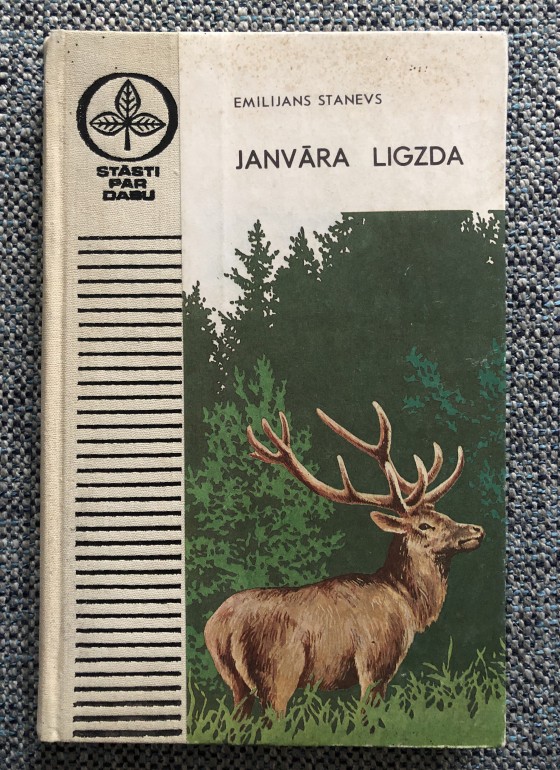 EMILIJANS STANEVS
JANVĀRA LIGZDA
STĀSTI
PAR
DABU